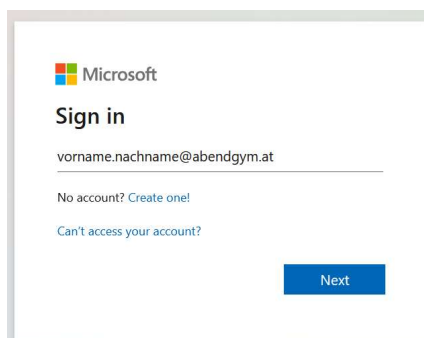 Microsoft
Sign in
vorname.nachname@abendgym.at
No account? Create one!
Can't access your account?
Next